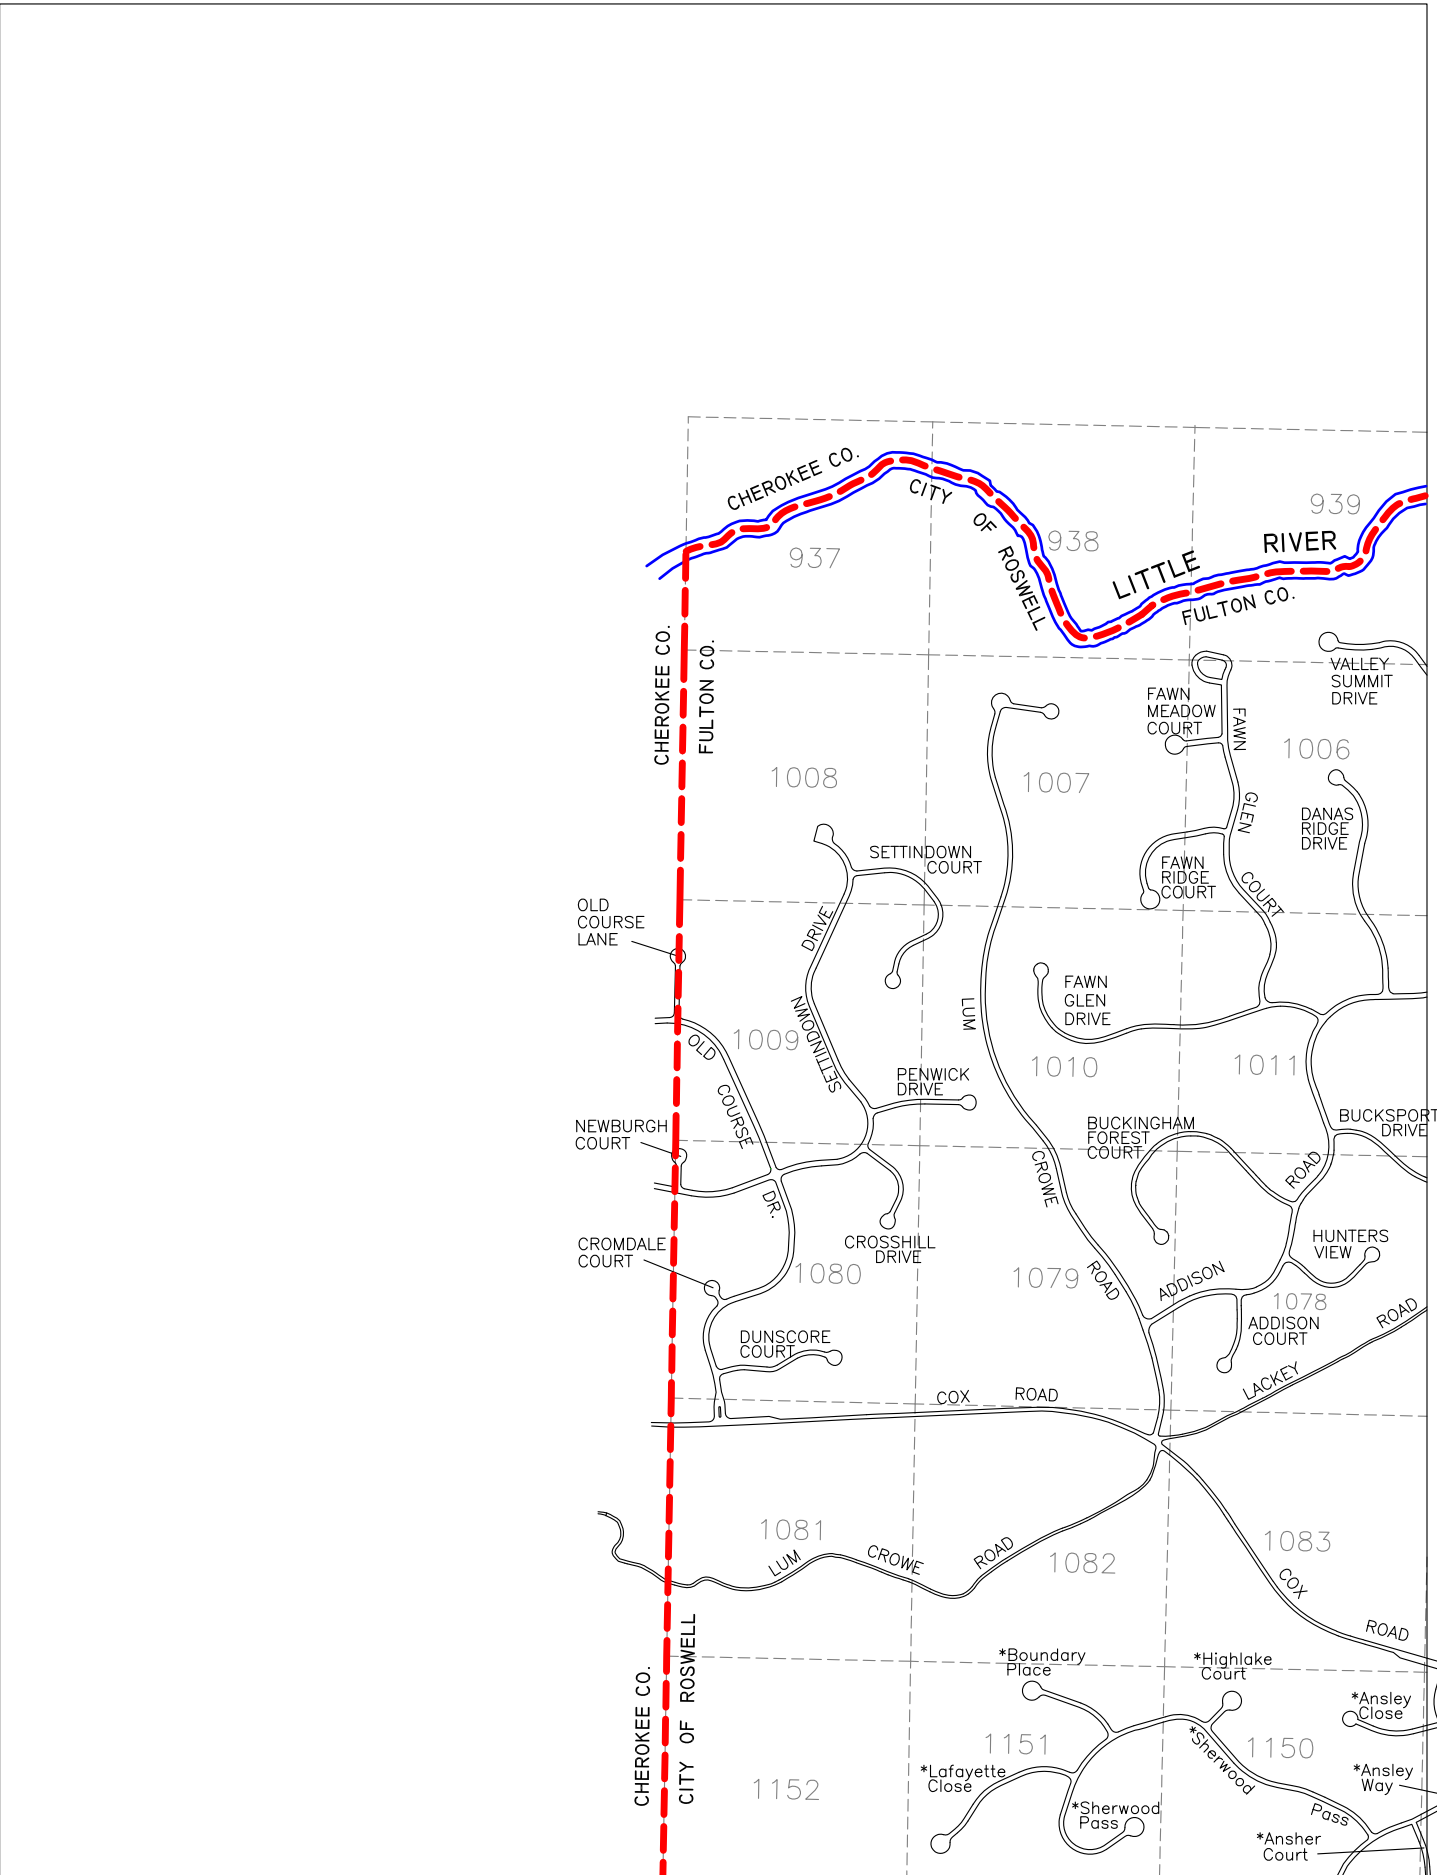 CHEROKEE CO.
CITY OF ROSWELL
939
938
937
LITTLE RIVER
FULTON CO.
CHEROKEE CO.
FULTON CO.
VALLEY
SUMMIT
DRIVE
FAWN
MEADOW
COURT
FAWN GLEN COURT
1006
1008
1007
DANAS
RIDGE
DRIVE
SETTINDOWN
COURT
FAWN
RIDGE
COURT
OLD
COURSE
LANE
SETTINDOWN DRIVE
FAWN
GLEN
DRIVE
LUM CROWE ROAD
OLD COURSE DR.
1009
1010
1011
PENWICK
DRIVE
NEWBURGH
COURT
BUCKINGHAM
FOREST
COURT
BUCKSPORT
DRIVE
ADDISON ROAD
CROSSHILL
DRIVE
HUNTERS
VIEW
CROMDALE
COURT
1080
1079
1078
ADDISON
COURT
DUNSCORE
COURT
LACKEY ROAD
COX ROAD
1081
1082
1083
LUM CROWE ROAD
COX ROAD
CHEROKEE CO.
CITY OF ROSWELL
*Boundary
Place
*Highlake
Court
*Ansley
Close
1151
1150
*Sherwood Pass
*Lafayette
Close
*Ansley
Way
1152
*Sherwood
Pass
*Ansher
Court